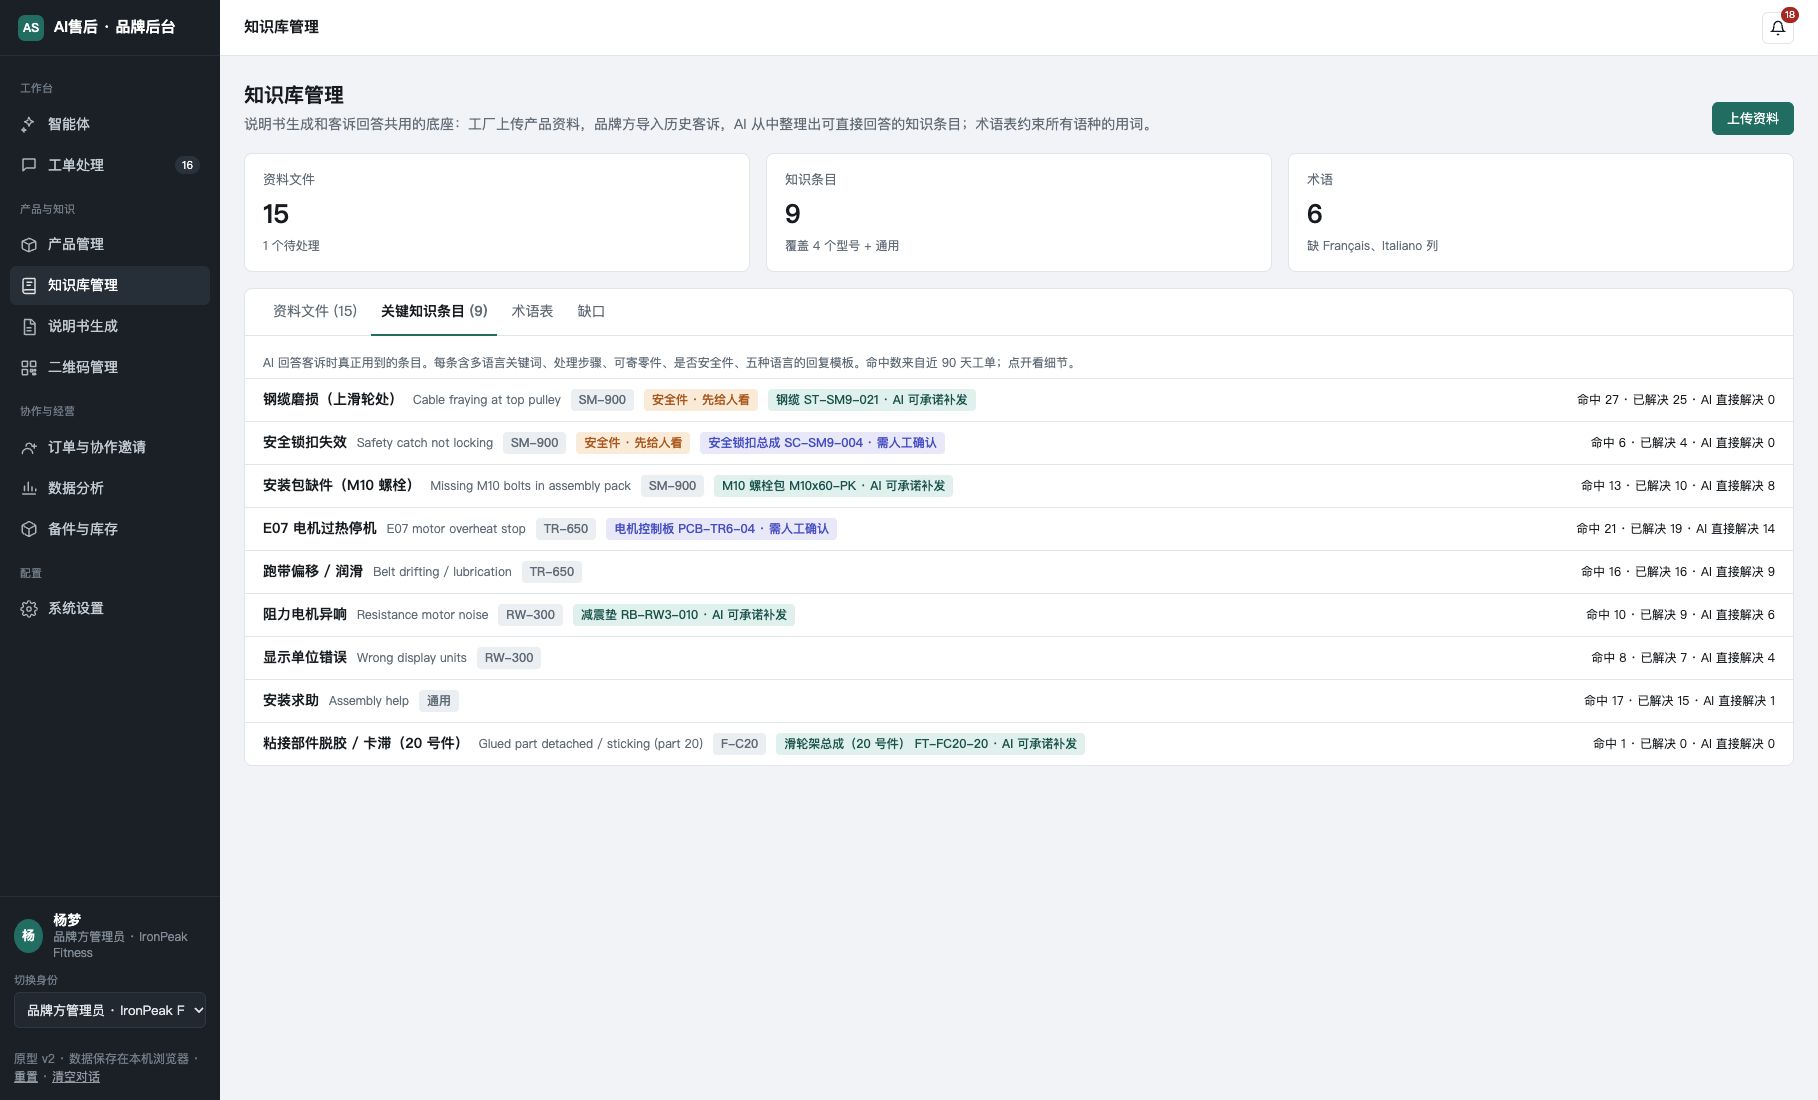 AS AI售后 · 品牌后台
工作台
智能体
工单处理 16
产品与知识
产品管理
知识库管理
说明书生成
二维码管理
协作与经营
订单与协作邀请
数据分析
备件与库存
配置
系统设置
杨 杨梦
品牌方管理员 · IronPeak
Fitness
切换身份
品牌方管理员 · IronPeak F
原型 v2 · 数据保存在本机浏览器 ·
重置 · 清空对话
知识库管理
18
知识库管理
说明书生成和客诉回答共用的底座：工厂上传产品资料，品牌方导入历史客诉，AI 从中整理出可直接回答的知识条目；术语表约束所有语种的用词。
上传资料
资料文件
15
1 个待处理
知识条目
9
覆盖 4 个型号 + 通用
术语
6
缺 Français、Italiano 列
资料文件 (15) 关键知识条目 (9) 术语表 缺口
AI 回答客诉时真正用到的条目。每条含多语言关键词、处理步骤、可寄零件、是否安全件、五种语言的回复模板。命中数来自近 90 天工单；点开看细节。
钢缆磨损（上滑轮处） Cable fraying at top pulley SM-900 安全件 · 先给人看 钢缆 ST-SM9-021 · AI 可承诺补发 命中 27 · 已解决 25 · AI 直接解决 0
安全锁扣失效 Safety catch not locking SM-900 安全件 · 先给人看 安全锁扣总成 SC-SM9-004 · 需人工确认 命中 6 · 已解决 4 · AI 直接解决 0
安装包缺件（M10 螺栓） Missing M10 bolts in assembly pack SM-900 M10 螺栓包 M10x60-PK · AI 可承诺补发 命中 13 · 已解决 10 · AI 直接解决 8
E07 电机过热停机 E07 motor overheat stop TR-650 电机控制板 PCB-TR6-04 · 需人工确认 命中 21 · 已解决 19 · AI 直接解决 14
跑带偏移 / 润滑 Belt drifting / lubrication TR-650 命中 16 · 已解决 16 · AI 直接解决 9
阻力电机异响 Resistance motor noise RW-300 减震垫 RB-RW3-010 · AI 可承诺补发 命中 10 · 已解决 9 · AI 直接解决 6
显示单位错误 Wrong display units RW-300 命中 8 · 已解决 7 · AI 直接解决 4
安装求助 Assembly help 通用 命中 17 · 已解决 15 · AI 直接解决 1
粘接部件脱胶 / 卡滞（20 号件） Glued part detached / sticking (part 20) F-C20 滑轮架总成（20 号件） FT-FC20-20 · AI 可承诺补发 命中 1 · 已解决 0 · AI 直接解决 0